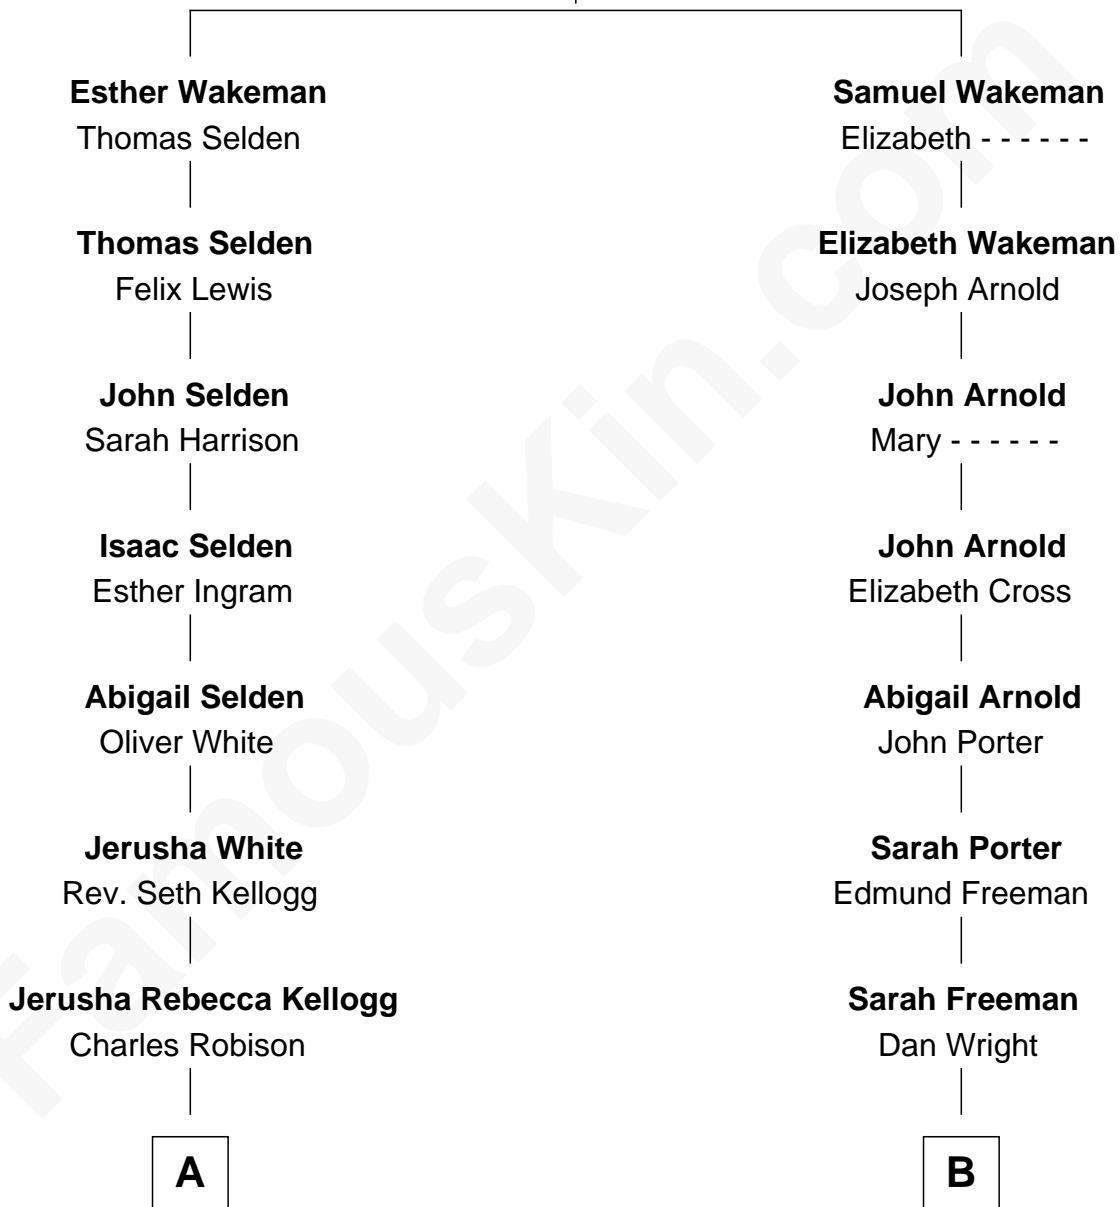 Esther Wakeman
Thomas Selden
Thomas Selden
Felix Lewis
John Selden
Sarah Harrison
Isaac Selden
Esther Ingram
Abigail Selden
Oliver White
Jerusha White
Rev. Seth Kellogg
Jerusha Rebecca Kellogg
Charles Robison
A
Samuel Wakeman
Elizabeth - - - - - -
Elizabeth Wakeman
Joseph Arnold
John Arnold
Mary - - - - - -
John Arnold
Elizabeth Cross
Abigail Arnold
John Porter
Sarah Porter
Edmund Freeman
Sarah Freeman
Dan Wright
B
FamousKin.com